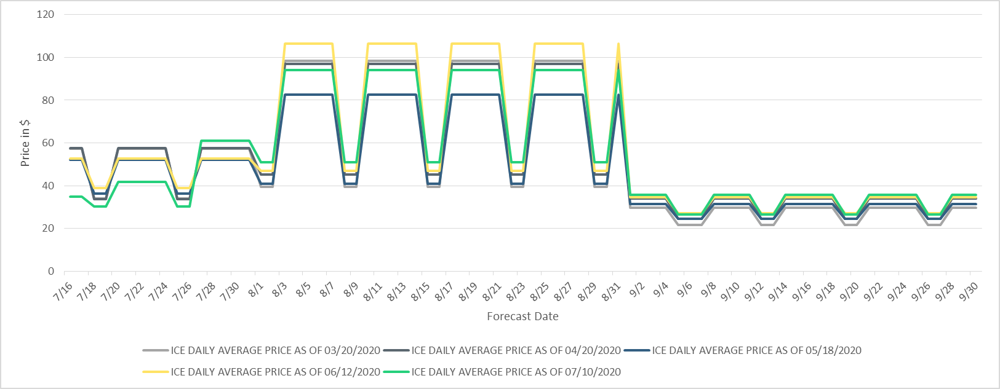 120
100
80
60
40
20
0
Price in $
7/16 7/18 7/20 7/22 7/24 7/26 7/28 7/30 8/1 8/3 8/5 8/7 8/9 8/11 8/13 8/15 8/17 8/19 8/21 8/23 8/25 8/27 8/29 8/31 9/2 9/4 9/6 9/8 9/10 9/12 9/14 9/16 9/18 9/20 9/22 9/24 9/26 9/28 9/30
Forecast Date
ICE DAILY AVERAGE PRICE AS OF 03/20/2020 ICE DAILY AVERAGE PRICE AS OF 04/20/2020 ICE DAILY AVERAGE PRICE AS OF 05/18/2020
ICE DAILY AVERAGE PRICE AS OF 06/12/2020 ICE DAILY AVERAGE PRICE AS OF 07/10/2020